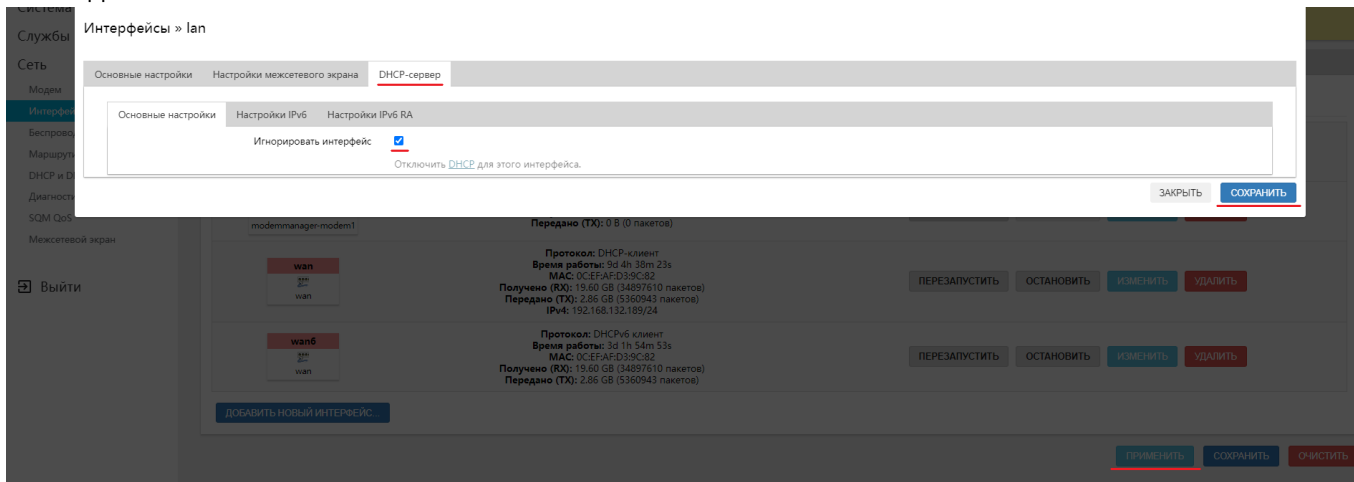 Система
Интерфейсы » lan
Службы
Сеть
Основные настройки Настройки межсетевого экрана DHCP-сервер
Модем
Интерфей
Основные настройки Настройки IPv6 Настройки IPv6 RA
Беспрово
Игнорировать интерфейс
Маршрути
Отключить DHCP для этого интерфейса.
DHCP и D
Диагности
ЗАКРЫТЬ СОХРАНИТЬ
SQM QoS
modemmanager-modem1
Передано (TX): 0 B (0 пакетов)
Межсетевой экран
Выйти
wan
wan
Протокол: DHCP-клиент
Время работы: 9d 4h 38m 23s
MAC: 0C:EF:AF:D3:9C:82
Получено (RX): 19.60 GB (34897610 пакетов)
Передано (TX): 2.86 GB (5360943 пакетов)
IPv4: 192.168.132.189/24
ПЕРЕЗАПУСТИТЬ ОСТАНОВИТЬ ИЗМЕНИТЬ УДАЛИТЬ
wan6
wan
Протокол: DHCPv6 клиент
Время работы: 3d 1h 54m 53s
MAC: 0C:EF:AF:D3:9C:82
Получено (RX): 19.60 GB (34897610 пакетов)
Передано (TX): 2.86 GB (5360943 пакетов)
ПЕРЕЗАПУСТИТЬ ОСТАНОВИТЬ ИЗМЕНИТЬ УДАЛИТЬ
ДОБАВИТЬ НОВЫЙ ИНТЕРФЕЙС...
ПРИМЕНИТЬ СОХРАНИТЬ ОЧИСТИТЬ